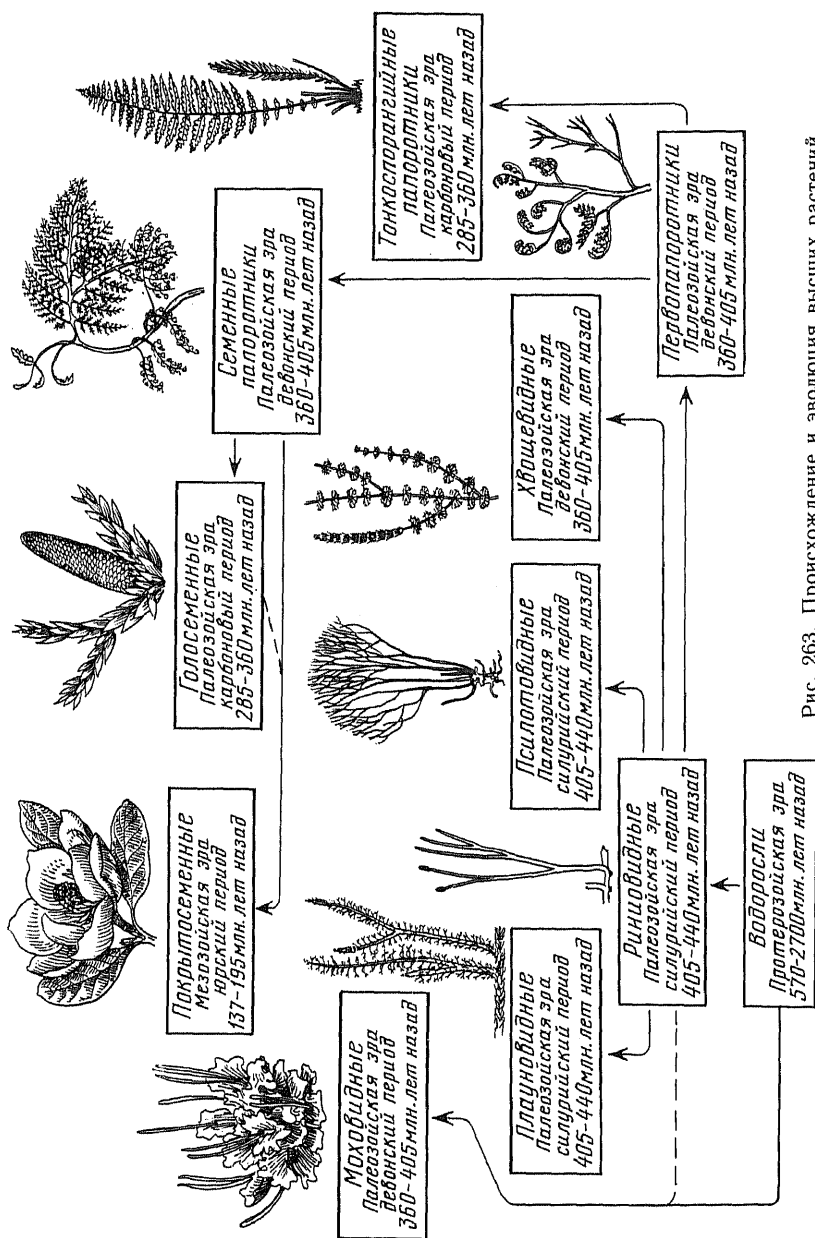 Покрытосеменные
Мезозойская эра
юрский период
137-195 млн. лет назад
Голосеменные
Палеозойская эра
карбоновый период
285-360 млн. лет назад
Семенные
папоротники
Палеозойская эра
девонский период
360-405 млн. лет назад
Тонкоспорангийные
папоротники
Палеозойская эра
карбоновый период
285-360 млн. лет назад
Моховидные
Палеозойская эра
девонский период
360-405 млн. лет назад
Плауновидные
Палеозойская эра
силурийский период
405-440 млн. лет назад
Псилотовидные
Палеозойская эра
силурийский период
405-440 млн. лет назад
Хвощевидные
Палеозойская эра
девонский период
360-405 млн. лет назад
Риниовидные
Палеозойская эра
силурийский период
405-440 млн. лет назад
Первопапоротники
Палеозойская эра
девонский период
360-405 млн. лет назад
Водоросли
Протерозойская эра
570-2700 млн. лет назад
Рис. 263. Происхождение и эволюция высших растений